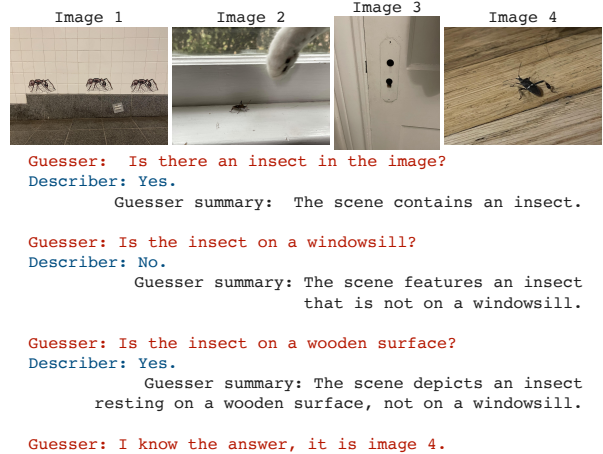 Image 1
Image 2
Image 3
Image 4
Guesser: Is there an insect in the image?
Describer: Yes.
Guesser summary: The scene contains an insect.
Guesser: Is the insect on a windowsill?
Describer: No.
Guesser summary: The scene features an insect
that is not on a windowsill.
Guesser: Is the insect on a wooden surface?
Describer: Yes.
Guesser summary: The scene depicts an insect
resting on a wooden surface, not on a windowsill.
Guesser: I know the answer, it is image 4.